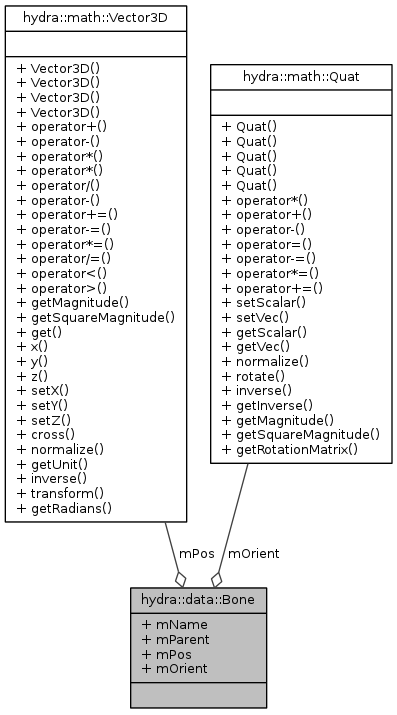 hydra::math::Vector3D
+ Vector3D()
+ Vector3D()
+ Vector3D()
+ Vector3D()
+ operator+()
+ operator-()
+ operator*()
+ operator*()
+ operator/()
+ operator-()
+ operator+=()
+ operator-=()
+ operator*=()
+ operator/=()
+ operator<()
+ operator>()
+ getMagnitude()
+ getSquareMagnitude()
+ get()
+ x()
+ y()
+ z()
+ setX()
+ setY()
+ setZ()
+ cross()
+ normalize()
+ getUnit()
+ inverse()
+ transform()
+ getRadians()
hydra::math::Quat
+ Quat()
+ Quat()
+ Quat()
+ Quat()
+ Quat()
+ operator*()
+ operator+()
+ operator-()
+ operator=()
+ operator-=()
+ operator*=()
+ operator+=()
+ setScalar()
+ setVec()
+ getScalar()
+ getVec()
+ normalize()
+ rotate()
+ inverse()
+ getInverse()
+ getMagnitude()
+ getSquareMagnitude()
+ getRotationMatrix()
mPos
mOrient
hydra::data::Bone
+ mName
+ mParent
+ mPos
+ mOrient